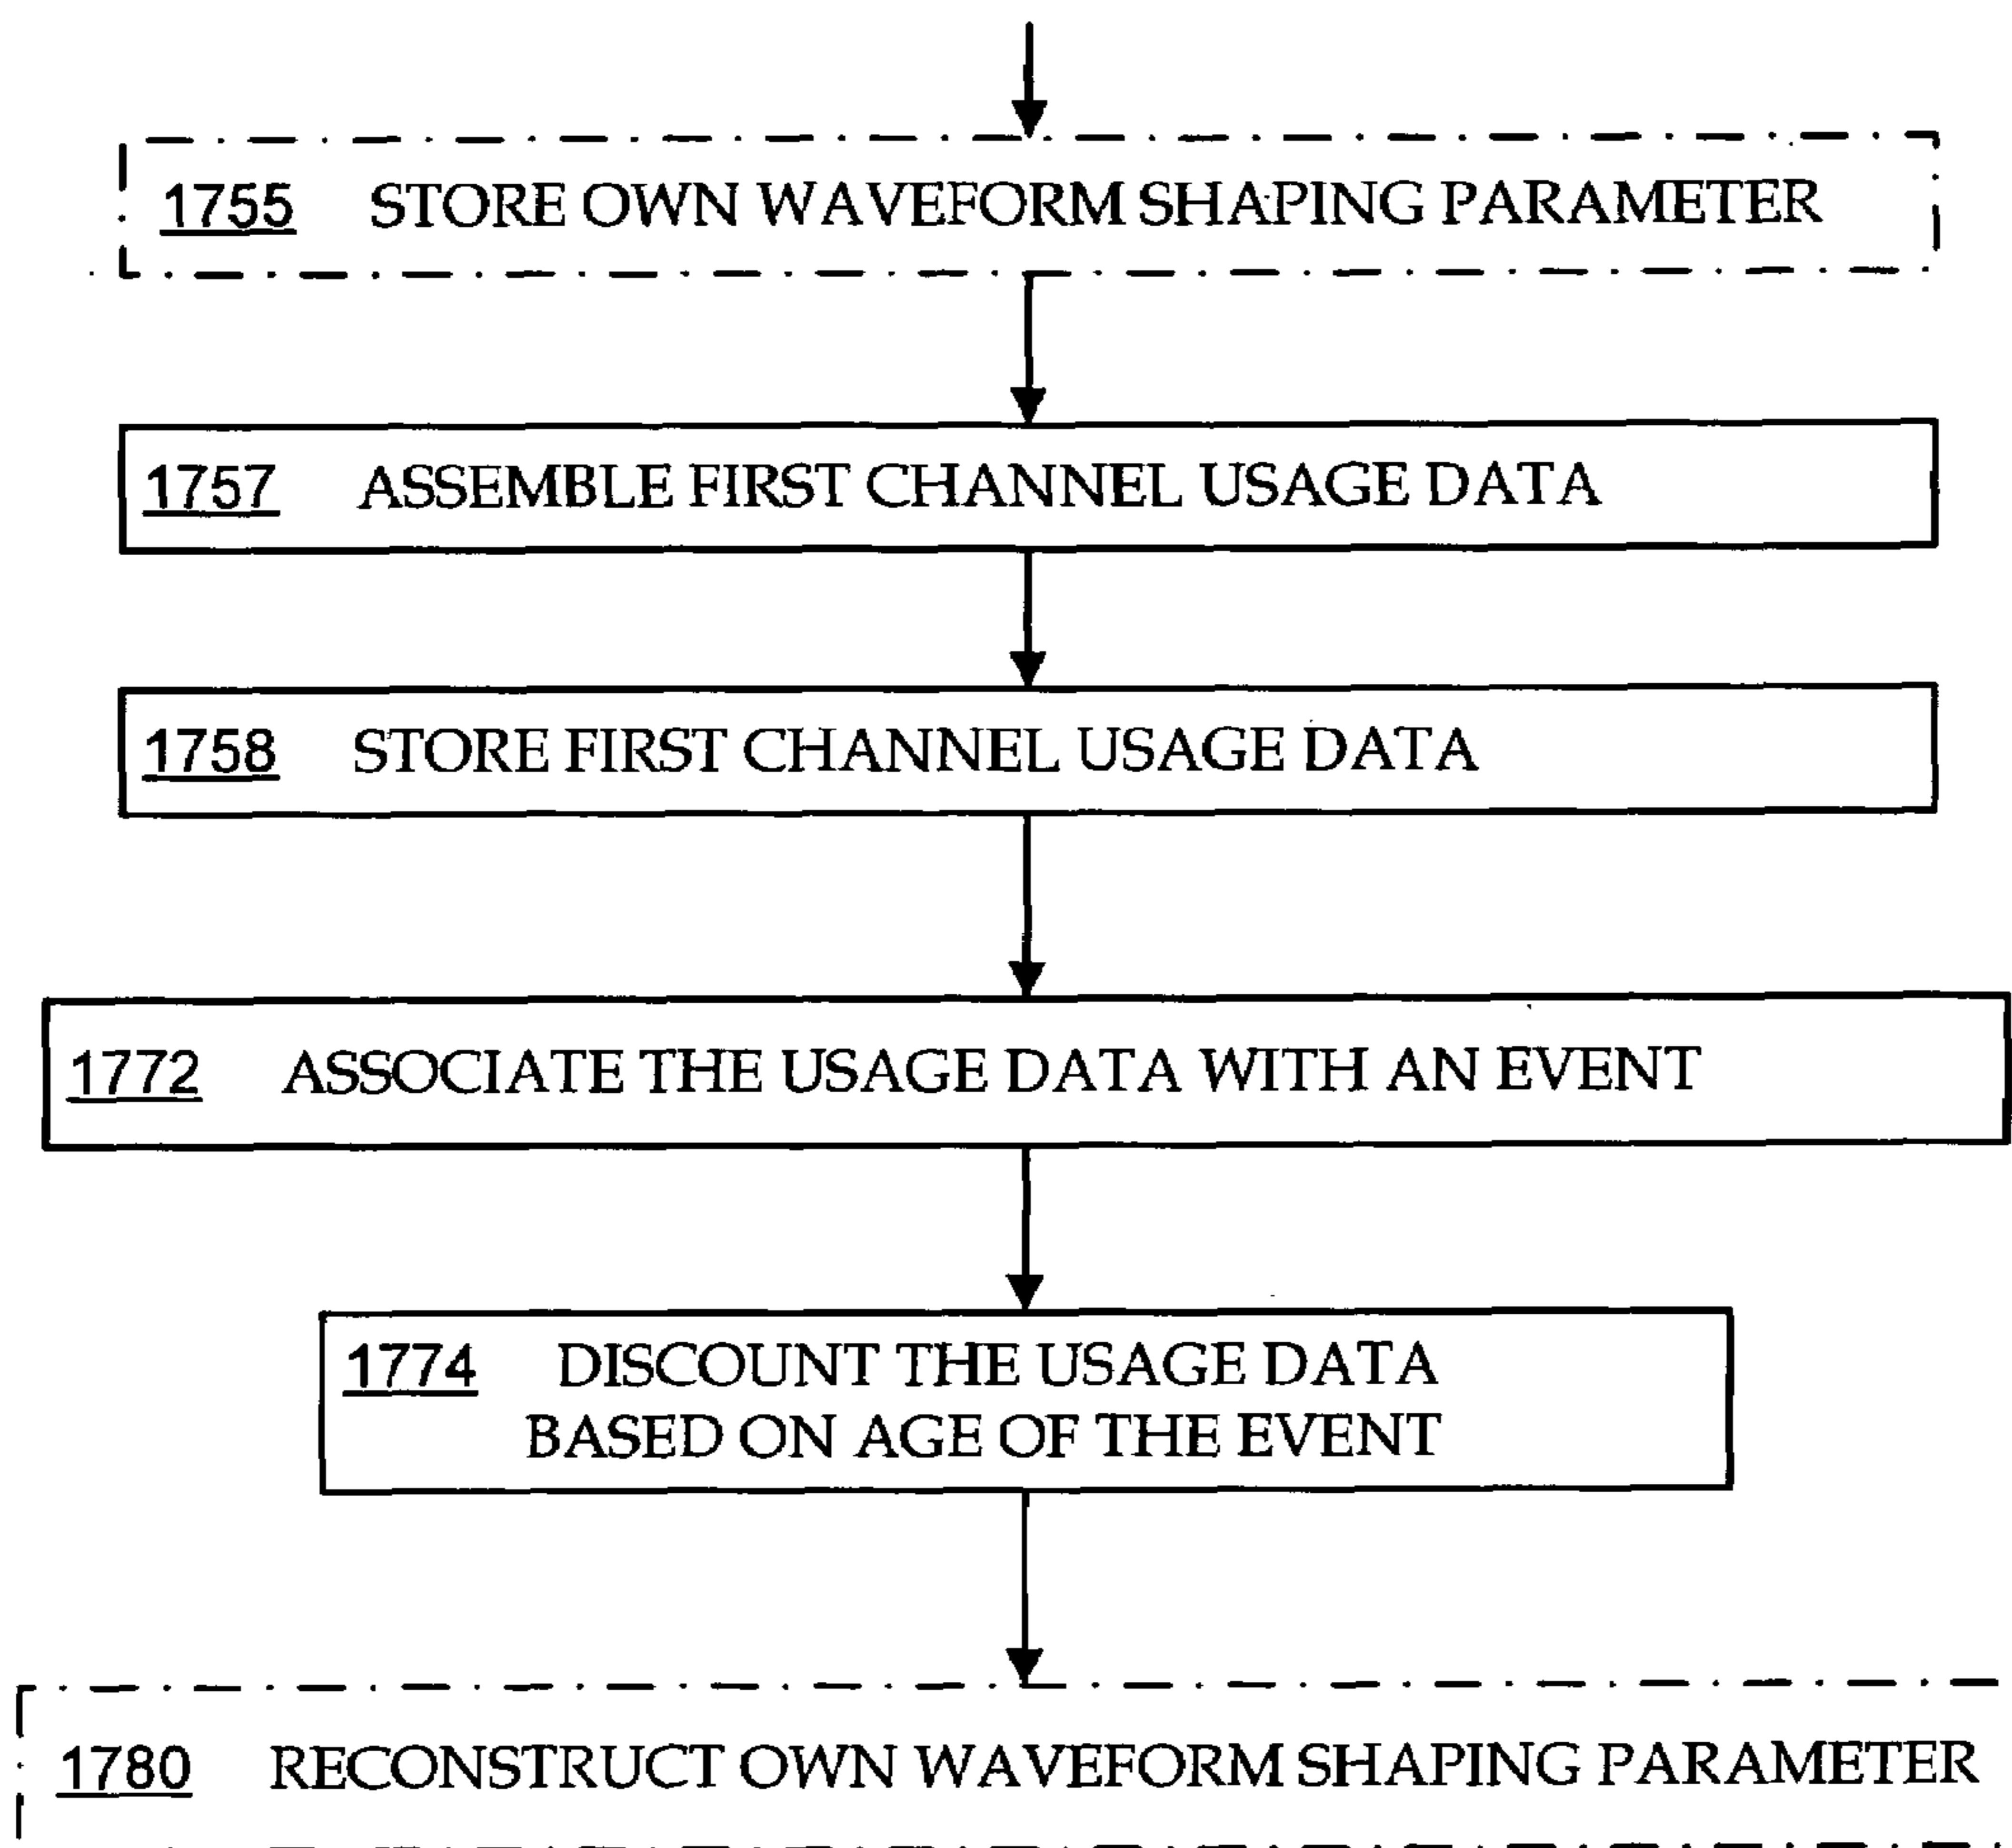 1755 STORE OWN WAVEFORM SHAPING PARAMETER
1757 ASSEMBLE FIRST CHANNEL USAGE DATA
1758 STORE FIRST CHANNEL USAGE DATA
1772 ASSOCIATE THE USAGE DATA WITH AN EVENT
1774 DISCOUNT THE USAGE DATA
BASED ON AGE OF THE EVENT
1780 RECONSTRUCT OWN WAVEFORM SHAPING PARAMETER